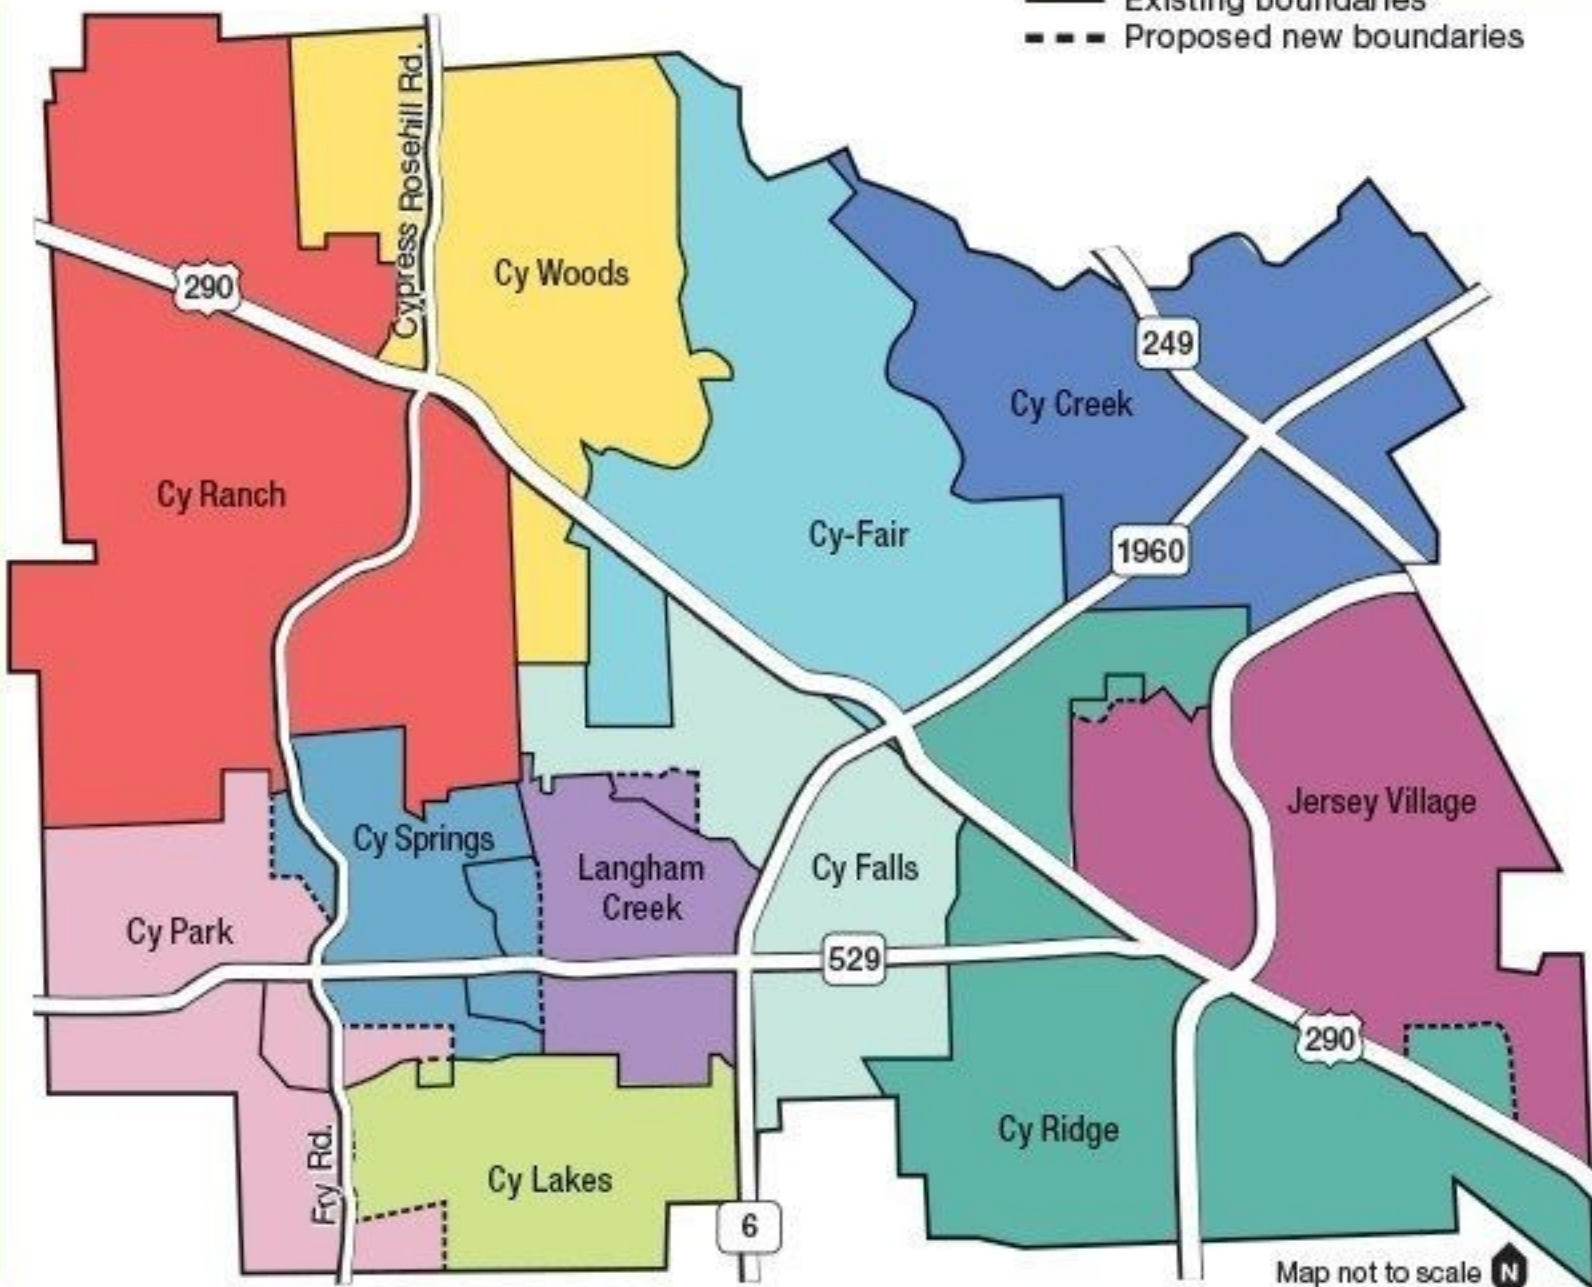 Existing boundaries
Proposed new boundaries
Cypress Rosehill Rd.
290
Cy Woods
249
Cy Creek
Cy Ranch
Cy-Fair
1960
Jersey Village
Cy Springs
Langham
Creek
Cy Falls
Cy Park
529
290
Cy Ridge
Fry Rd.
Cy Lakes
6
Map not to scale
N